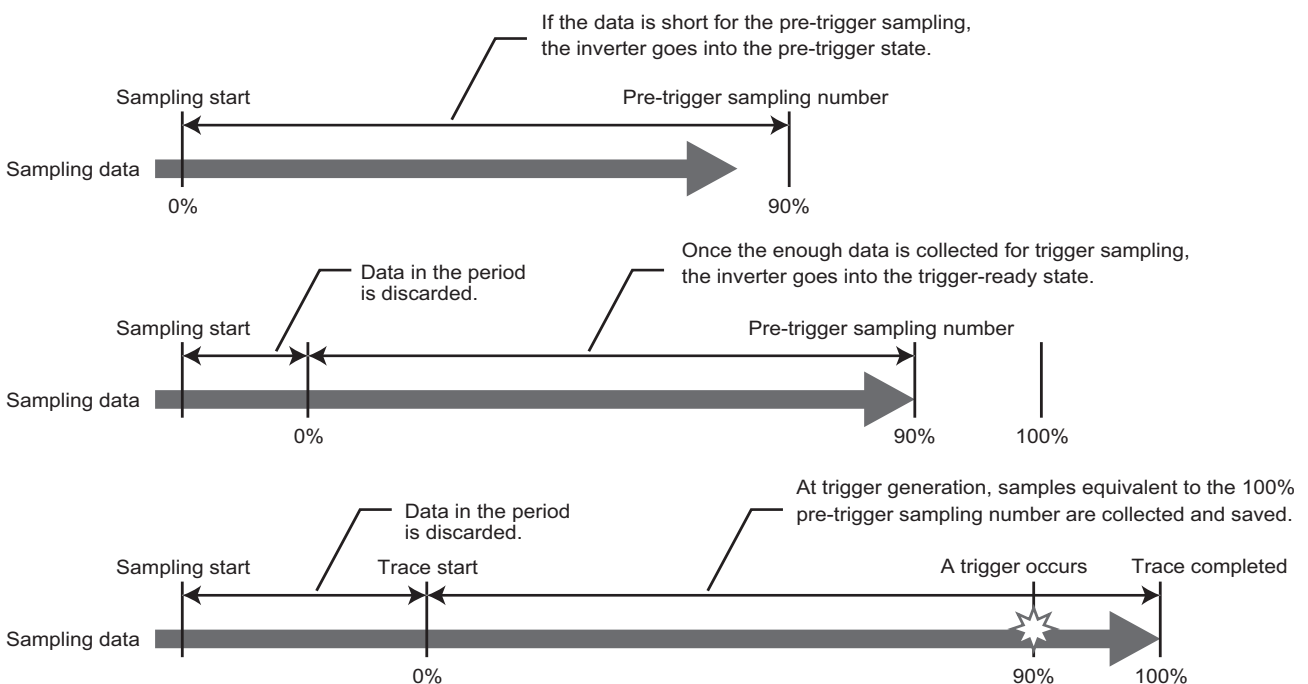 If the data is short for the pre-trigger sampling,
the inverter goes into the pre-trigger state.
Sampling start
Pre-trigger sampling number
Sampling data
0%
90%
Once the enough data is collected for trigger sampling,
the inverter goes into the trigger-ready state.
Data in the period
is discarded.
Sampling start
Pre-trigger sampling number
Sampling data
0%
90%
100%
At trigger generation, samples equivalent to the 100%
pre-trigger sampling number are collected and saved.
Data in the period
is discarded.
Sampling start
Trace start
A trigger occurs
Trace completed
Sampling data
0%
90%
100%